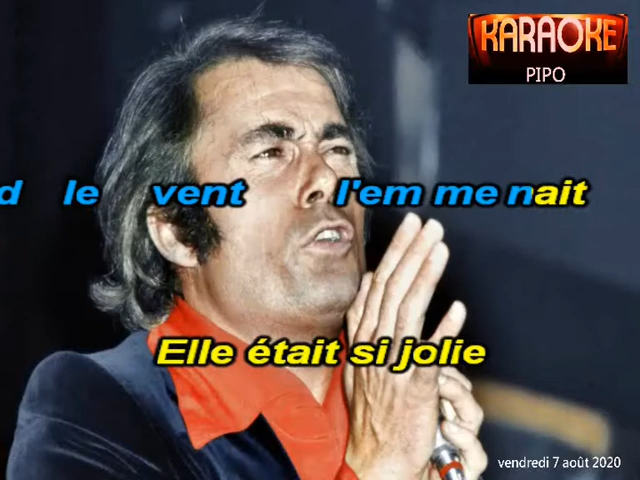 KARAOKE
PIPO
d le vent l'em me nait
Elle était si jolie
vendredi 7 août 2020